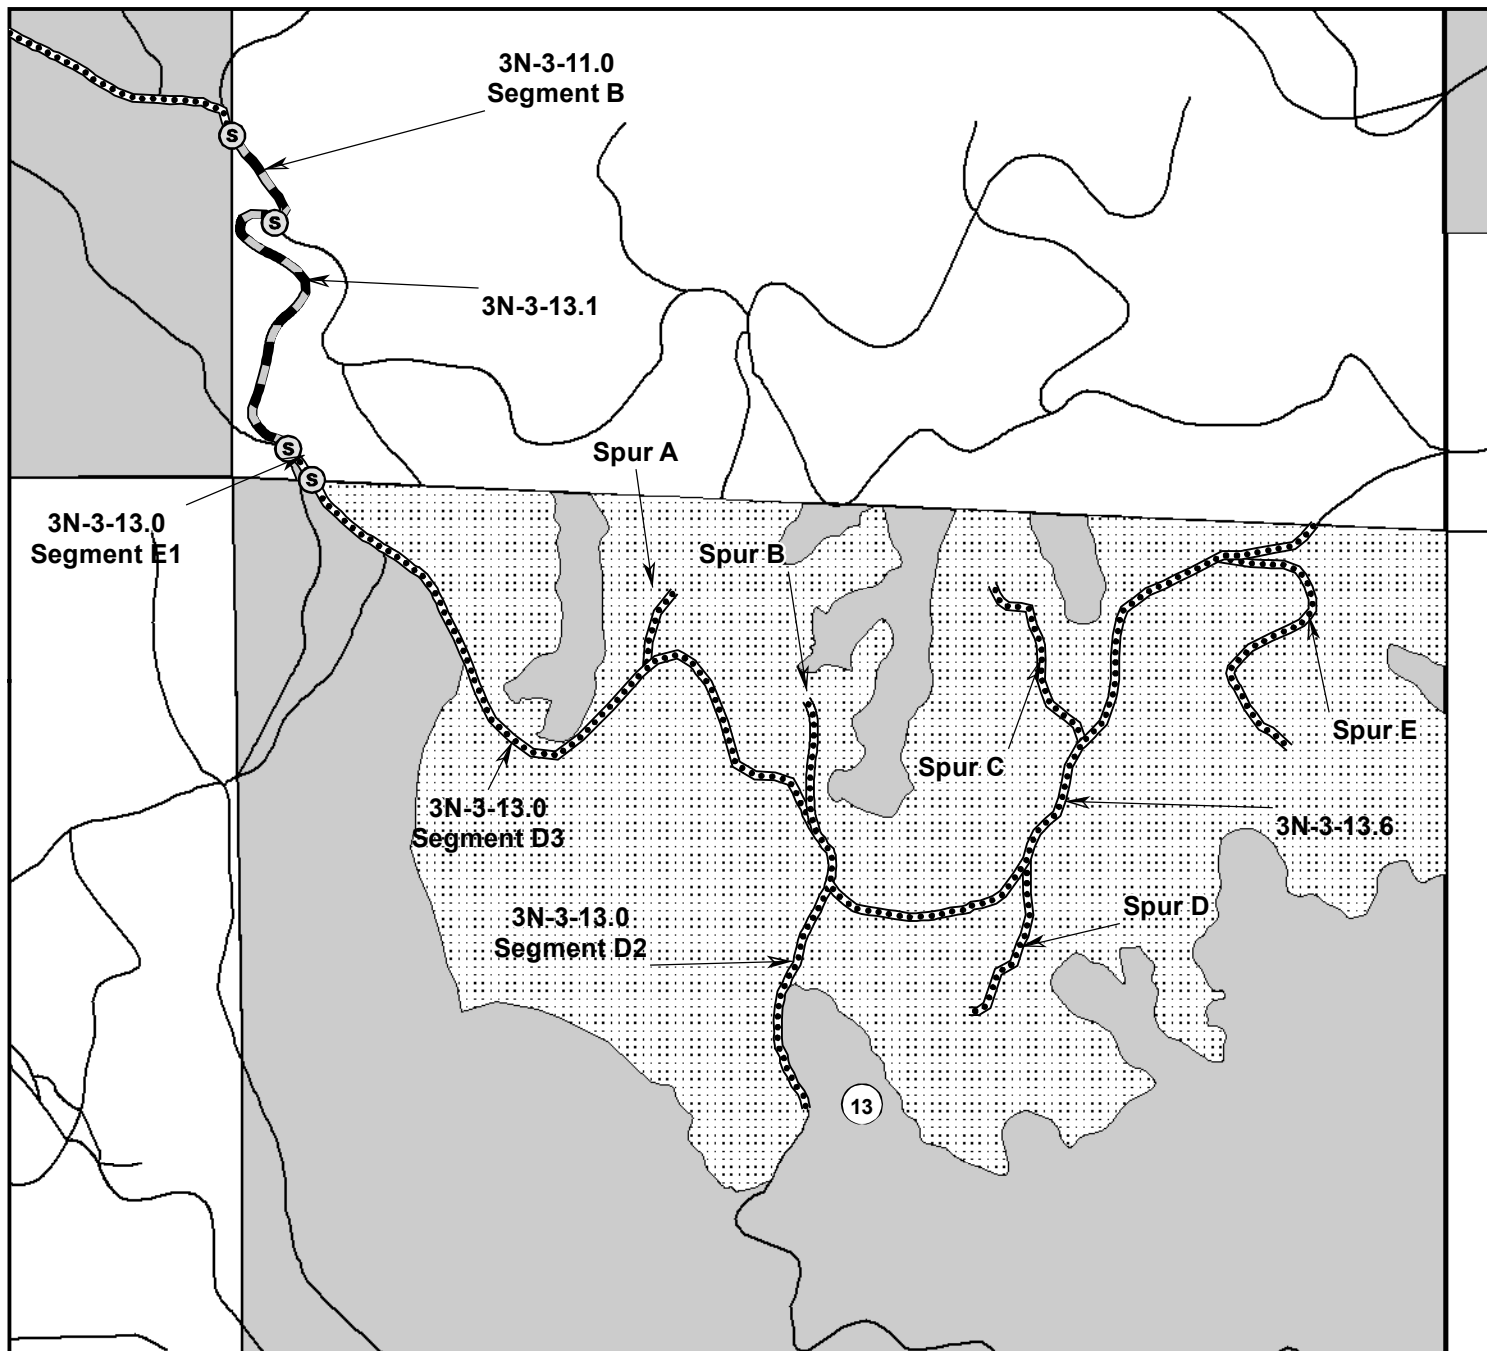 3N-3-11.0
Segment B
S
S
3N-3-13.1
S
S
Spur A
3N-3-13.0
Segment E1
Spur B
Spur C
Spur E
3N-3-13.0
Segment D3
3N-3-13.6
Spur D
3N-3-13.0
Segment D2
13